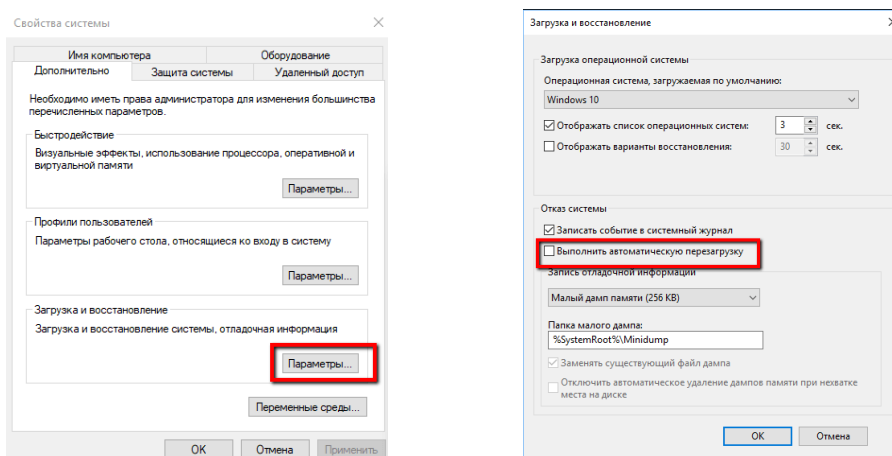 Свойства системы
Имя компьютера
Оборудование
Дополнительно
Защита системы
Удаленный доступ
Необходимо иметь права администратора для изменения большинства
перечисленных параметров.
Быстродействие
Визуальные эффекты, использование процессора, оперативной и
виртуальной памяти
Параметры...
Профили пользователей
Параметры рабочего стола, относящиеся ко входу в систему
Параметры...
Загрузка и восстановление
Загрузка и восстановление системы, отладочная информация
Параметры...
Переменные среды...
ОК
Отмена
Применить
Загрузка и восстановление
Загрузка операционной системы
Операционная система, загружаемая по умолчанию:
Windows 10
Отображать список операционных систем: 3 сек.
Отображать варианты восстановления: 30 сек.
Отказ системы
Записать событие в системный журнал
Выполнить автоматическую перезагрузку
Запись отладочной информации
Малый дамп памяти (256 KB)
Папка малого дампа:
%SystemRoot%\Minidump
Заменять существующий файл дампа
Отключить автоматическое удаление дампов памяти при нехватке
места на диске
ОК
Отмена